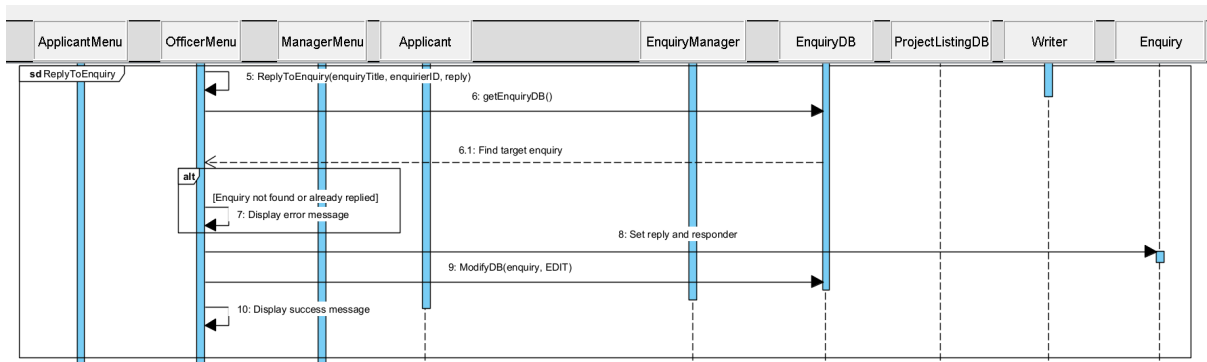 ApplicantMenu OfficerMenu ManagerMenu Applicant EnquiryManager EnquiryDB ProjectListingDB Writer Enquiry
sd ReplyToEnquiry
5: ReplyToEnquiry(enquiryTitle, enquirierID, reply)
6: getEnquiryDB()
6.1: Find target enquiry
alt
[Enquiry not found or already replied]
7: Display error message
8: Set reply and responder
9: ModifyDB(enquiry, EDIT)
10: Display success message